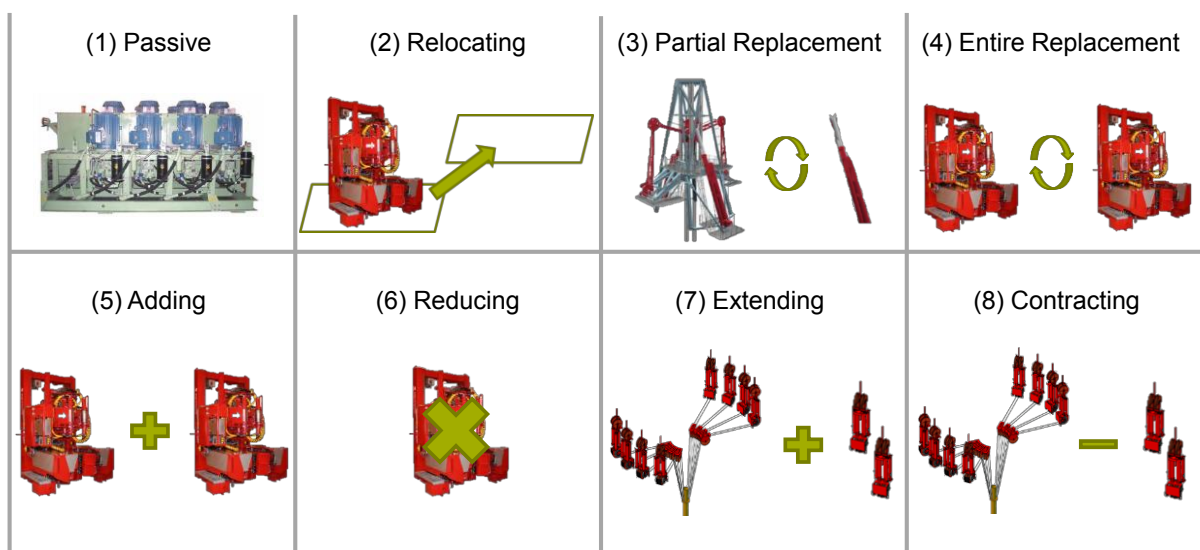 (1) Passive
(2) Relocating
(3) Partial Replacement
(4) Entire Replacement
(5) Adding
(6) Reducing
(7) Extending
(8) Contracting